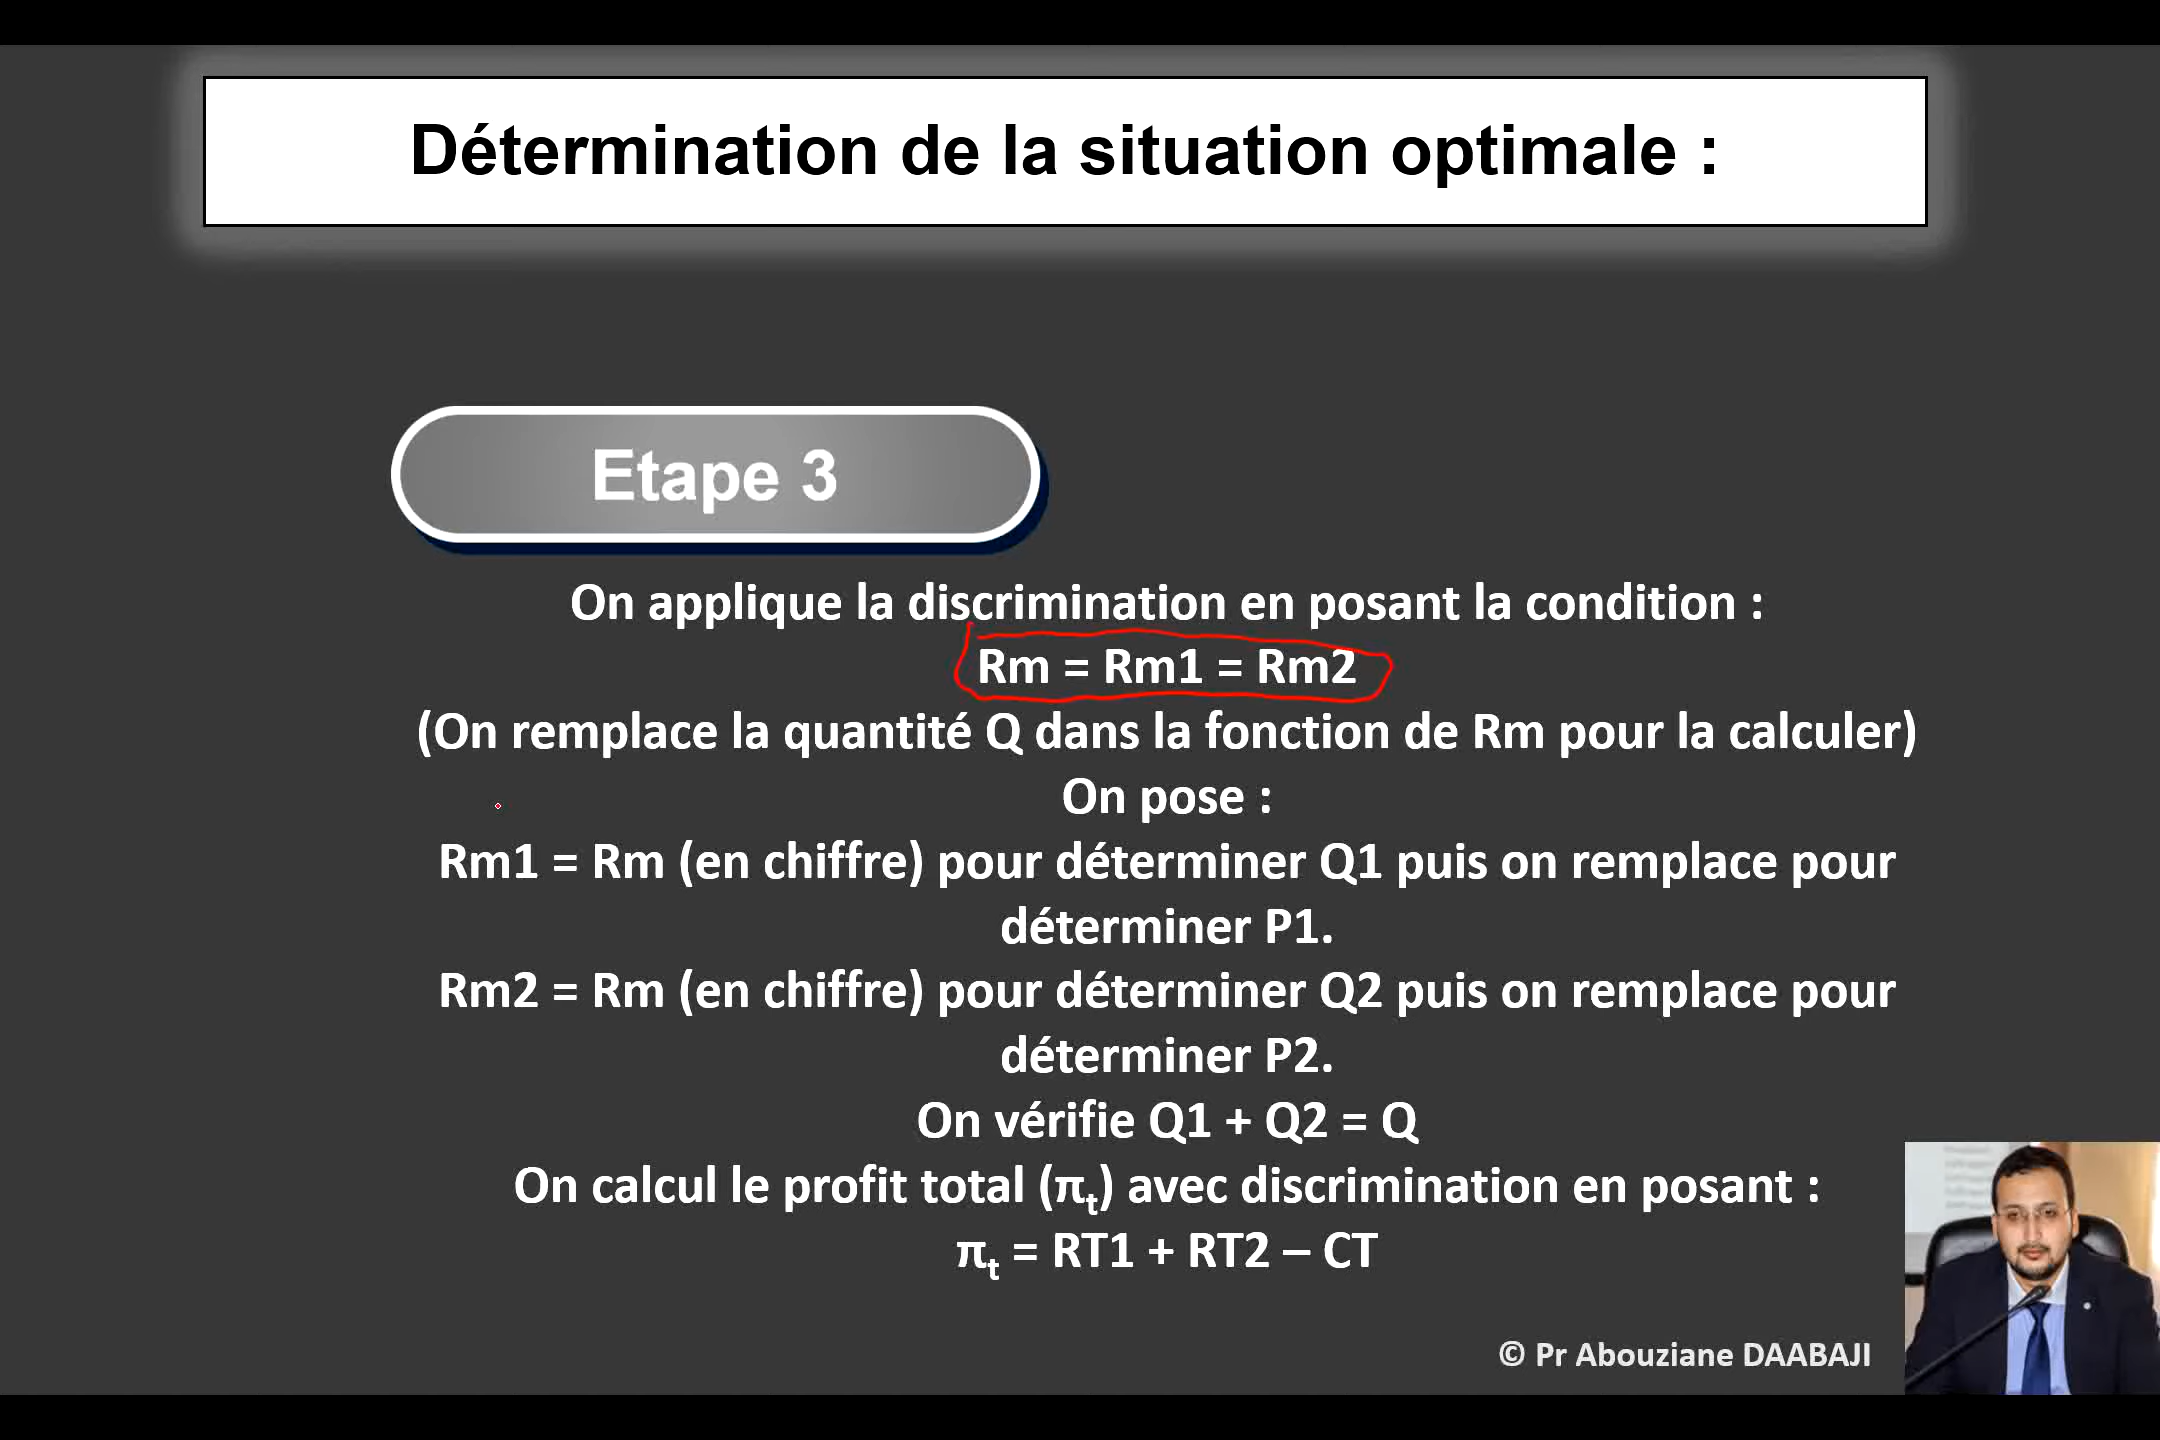 Détermination de la situation optimale :
Etape 3
On applique la discrimination en posant la condition :
Rm = Rm1 = Rm2
(On remplace la quantité Q dans la fonction de Rm pour la calculer)
On pose :
Rm1 = Rm (en chiffre) pour déterminer Q1 puis on remplace pour
déterminer P1.
Rm2 = Rm (en chiffre) pour déterminer Q2 puis on remplace pour
déterminer P2.
On vérifie Q1 + Q2 = Q
On calcul le profit total (πt) avec discrimination en posant :
πt = RT1 + RT2 – CT
© Pr Abouziane DAABAJI